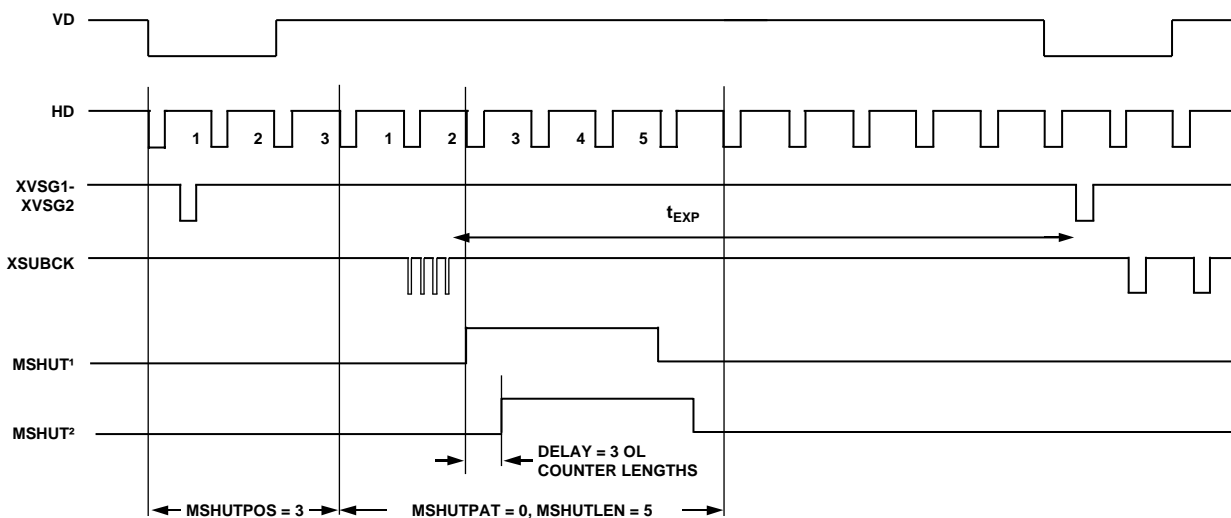 VD
HD
1 2 3 1 2 3 4 5
XVSG1-
XVSG2
tEXP
XSUBCK
MSHUT¹
MSHUT²
DELAY = 3 OL
COUNTER LENGTHS
MSHUTPOS = 3
MSHUTPAT = 0, MSHUTLEN = 5